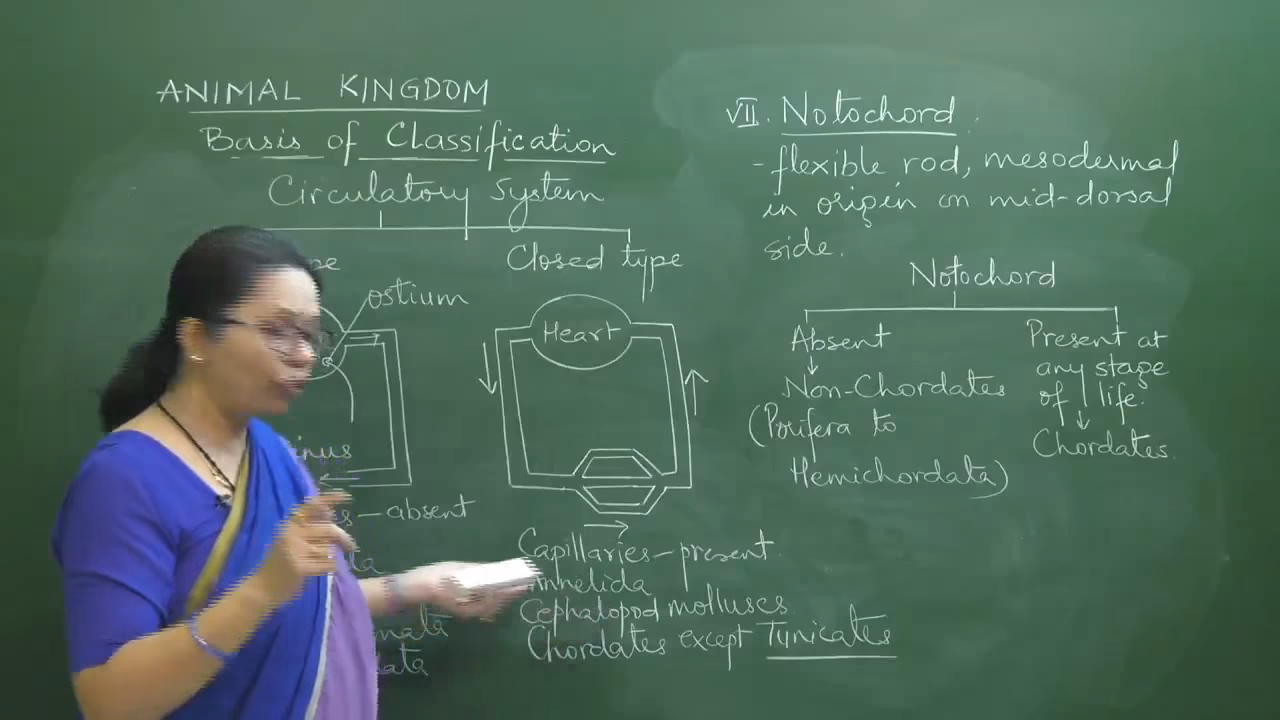 ANIMAL KINGDOM
Basis of Classification
Circulatory System
Closed type
ostium
Heart
absent
Capillaries - present
Annelida
Cephalopod molluscs
Chordates except Tunicates
VII. Notochord
- flexible rod, mesodermal
in origin on mid-dorsal
side.
Notochord
Absent
Non-Chordates
(Porifera to
Hemichordata)
Present at
any stage
of life.
Chordates.